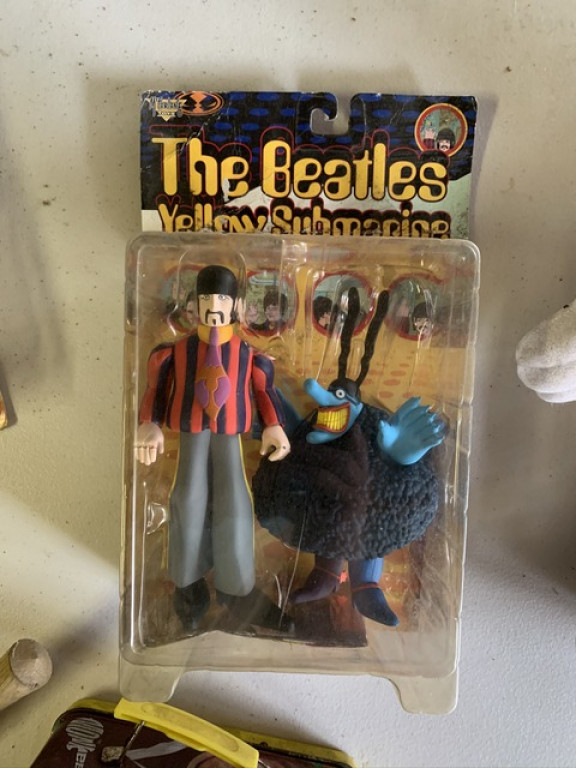 The Beatles
Yellow Submarine